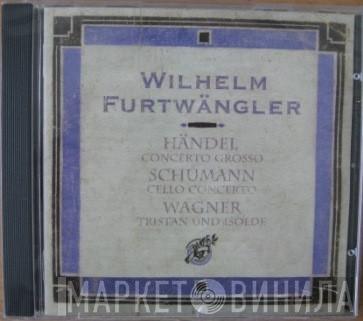 WILHELM
FURTWÄNGLER
HÄNDEL
CONCERTO GROSSO
SCHUMANN
CELLO CONCERTO
WAGNER
TRISTAN UND ISOLDE
МАРКЕТ ВИНИЛА